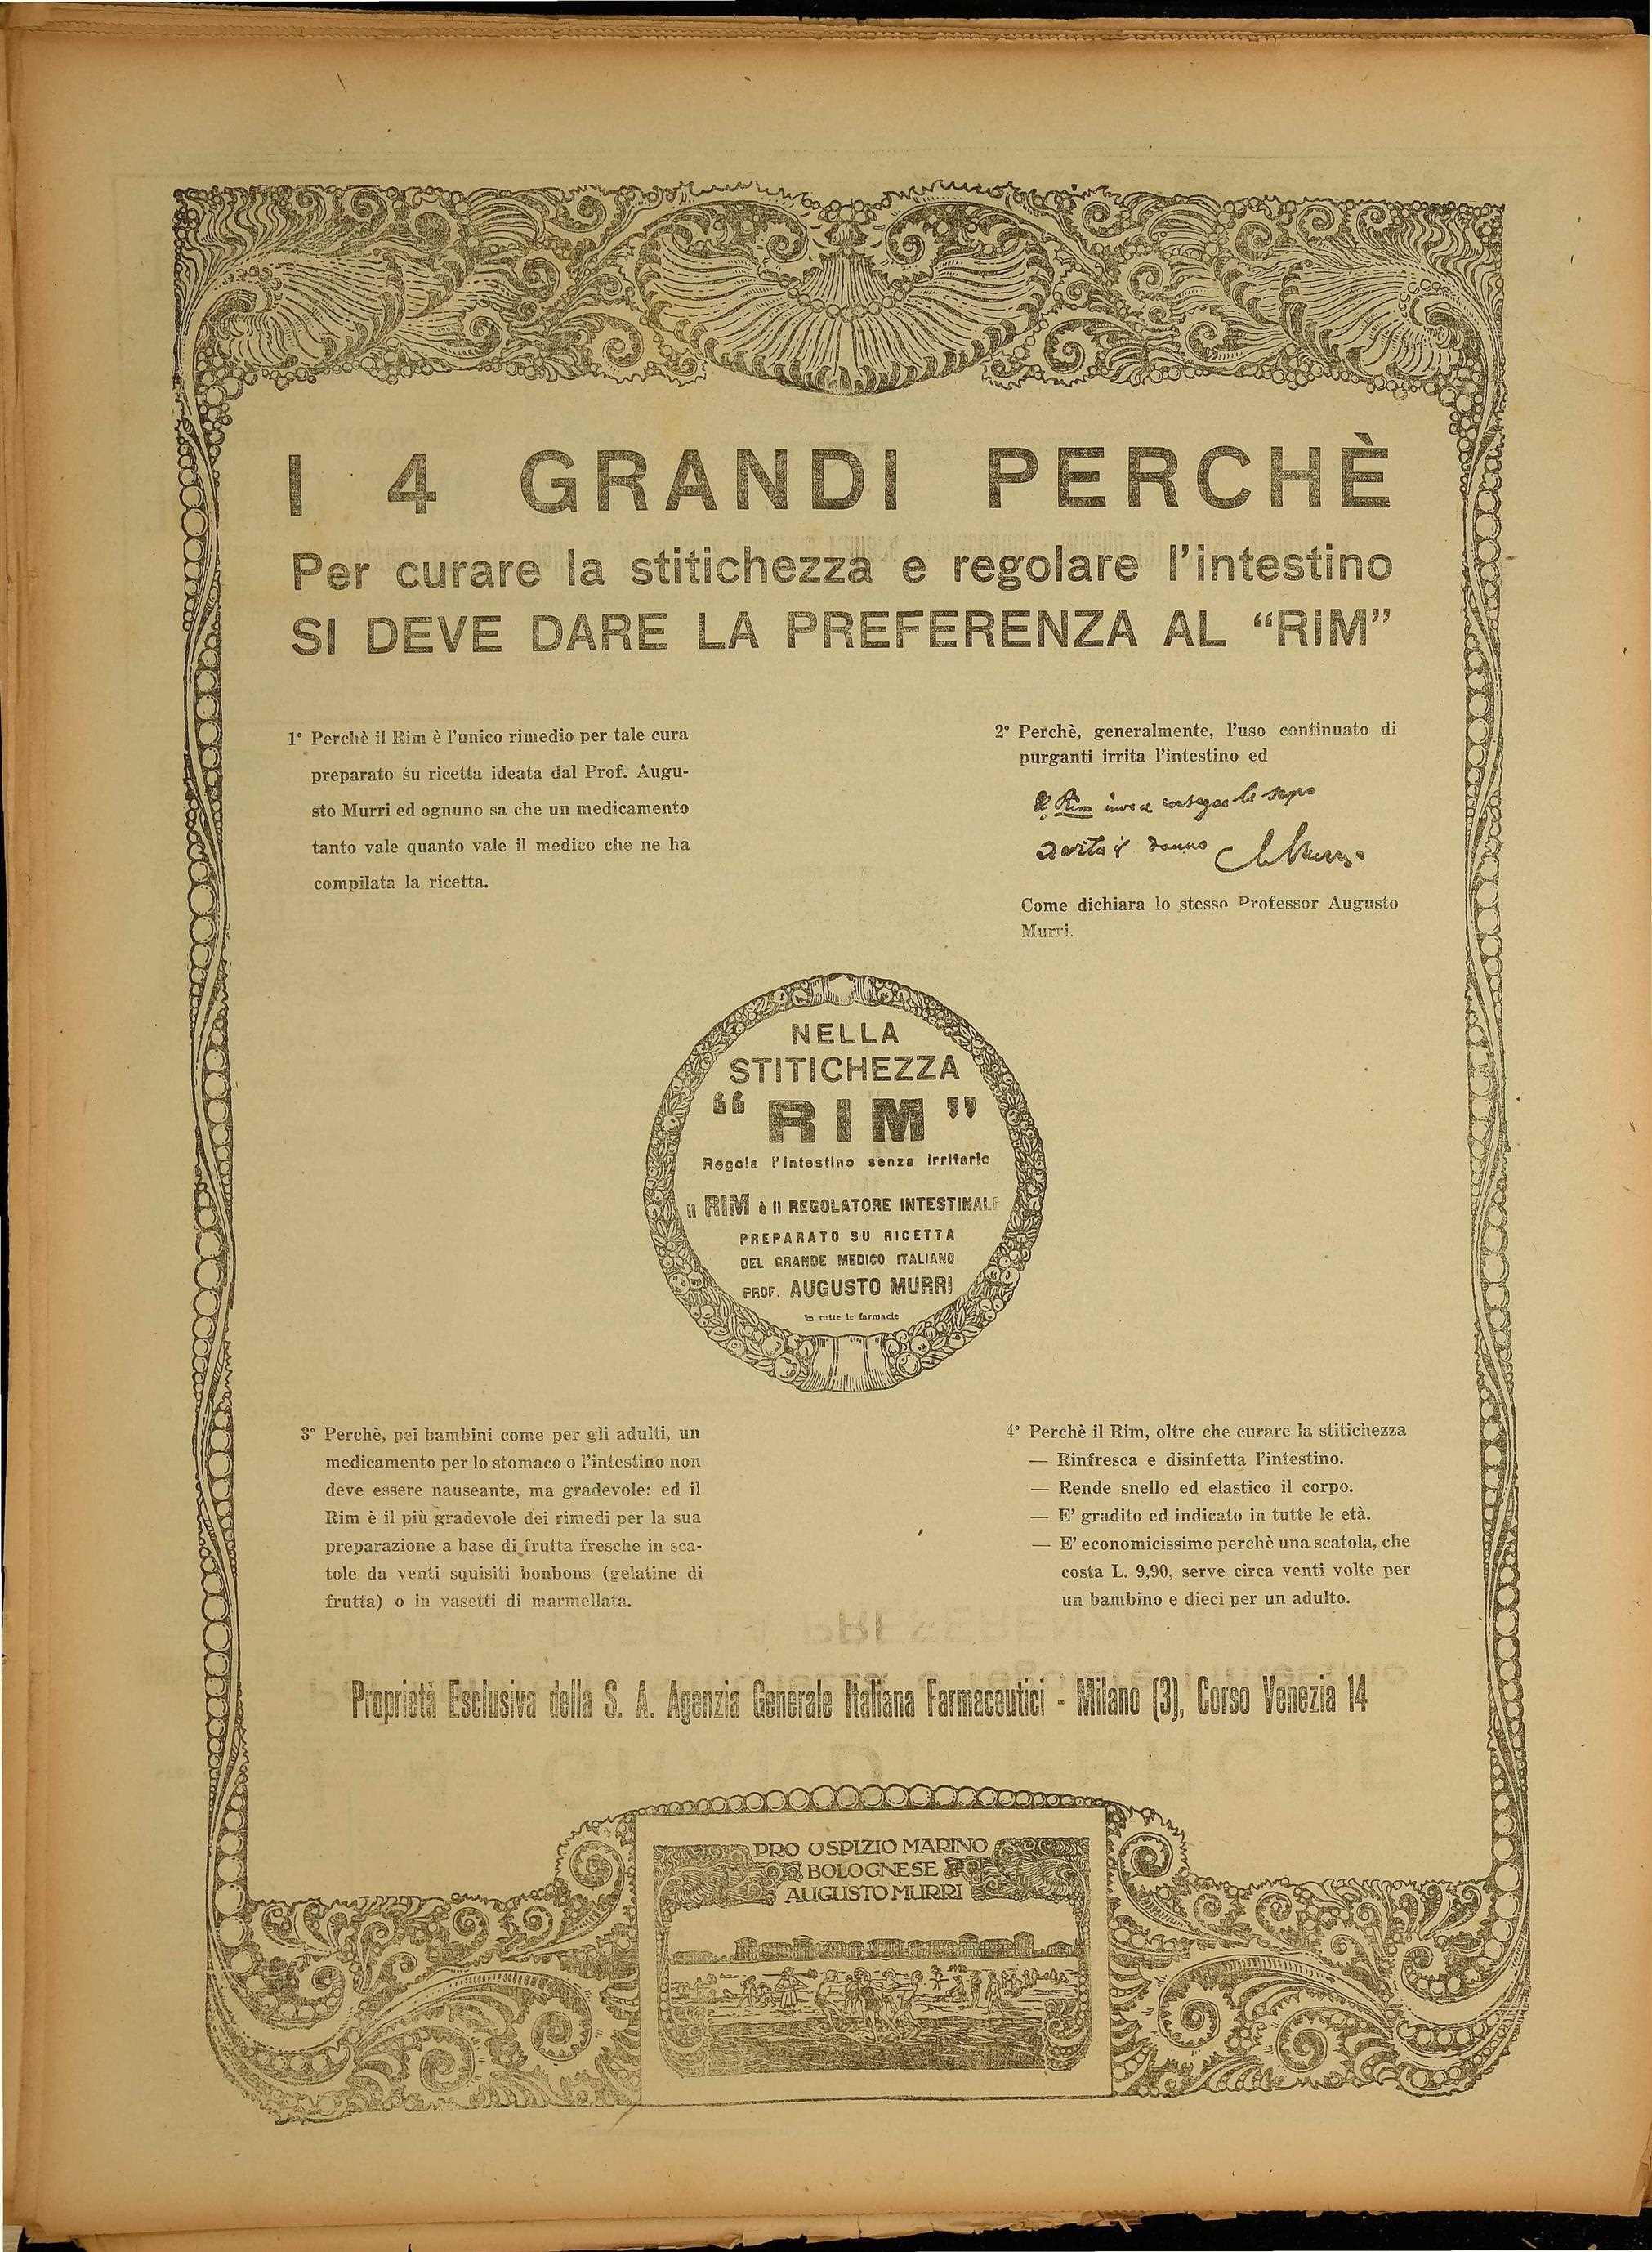 I 4 GRANDI PERCHÈ
Per curare la stitichezza e regolare l'intestino
SI DEVE DARE LA PREFERENZA AL “RIM”
1° Perchè il Rim è l'unico rimedio per tale cura
preparato su ricetta ideata dal Prof. Augu-
sto Murri ed ognuno sa che un medicamento
tanto vale quanto vale il medico che ne ha
compilata la ricetta.
2° Perchè, generalmente, l'uso continuato di
purganti irrita l'intestino ed
il Rim invece
evita il danno
Come dichiara lo stesso Professor Augusto
Murri.
NELLA
STITICHEZZA
“RIM”
Regola l'intestino senza irritarlo
Il RIM è il REGOLATORE INTESTINALE
PREPARATO SU RICETTA
DEL GRANDE MEDICO ITALIANO
PROF. AUGUSTO MURRI
In tutte le farmacie
3° Perchè, pei bambini come per gli adulti, un
medicamento per lo stomaco o l'intestino non
deve essere nauseante, ma gradevole: ed il
Rim è il più gradevole dei rimedi per la sua
preparazione a base di frutta fresche in sca-
tole da venti squisiti bonbons (gelatine di
frutta) o in vasetti di marmellata.
4° Perchè il Rim, oltre che curare la stitichezza
— Rinfresca e disinfetta l'intestino.
— Rende snello ed elastico il corpo.
— E' gradito ed indicato in tutte le età.
— E' economicissimo perchè una scatola, che
costa L. 9,90, serve circa venti volte per
un bambino e dieci per un adulto.
Proprietà Esclusiva della S. A. Agenzia Generale Italiana Farmaceutici - Milano (3), Corso Venezia 14
PRO OSPIZIO MARINO
BOLOGNESE
AUGUSTO MURRI